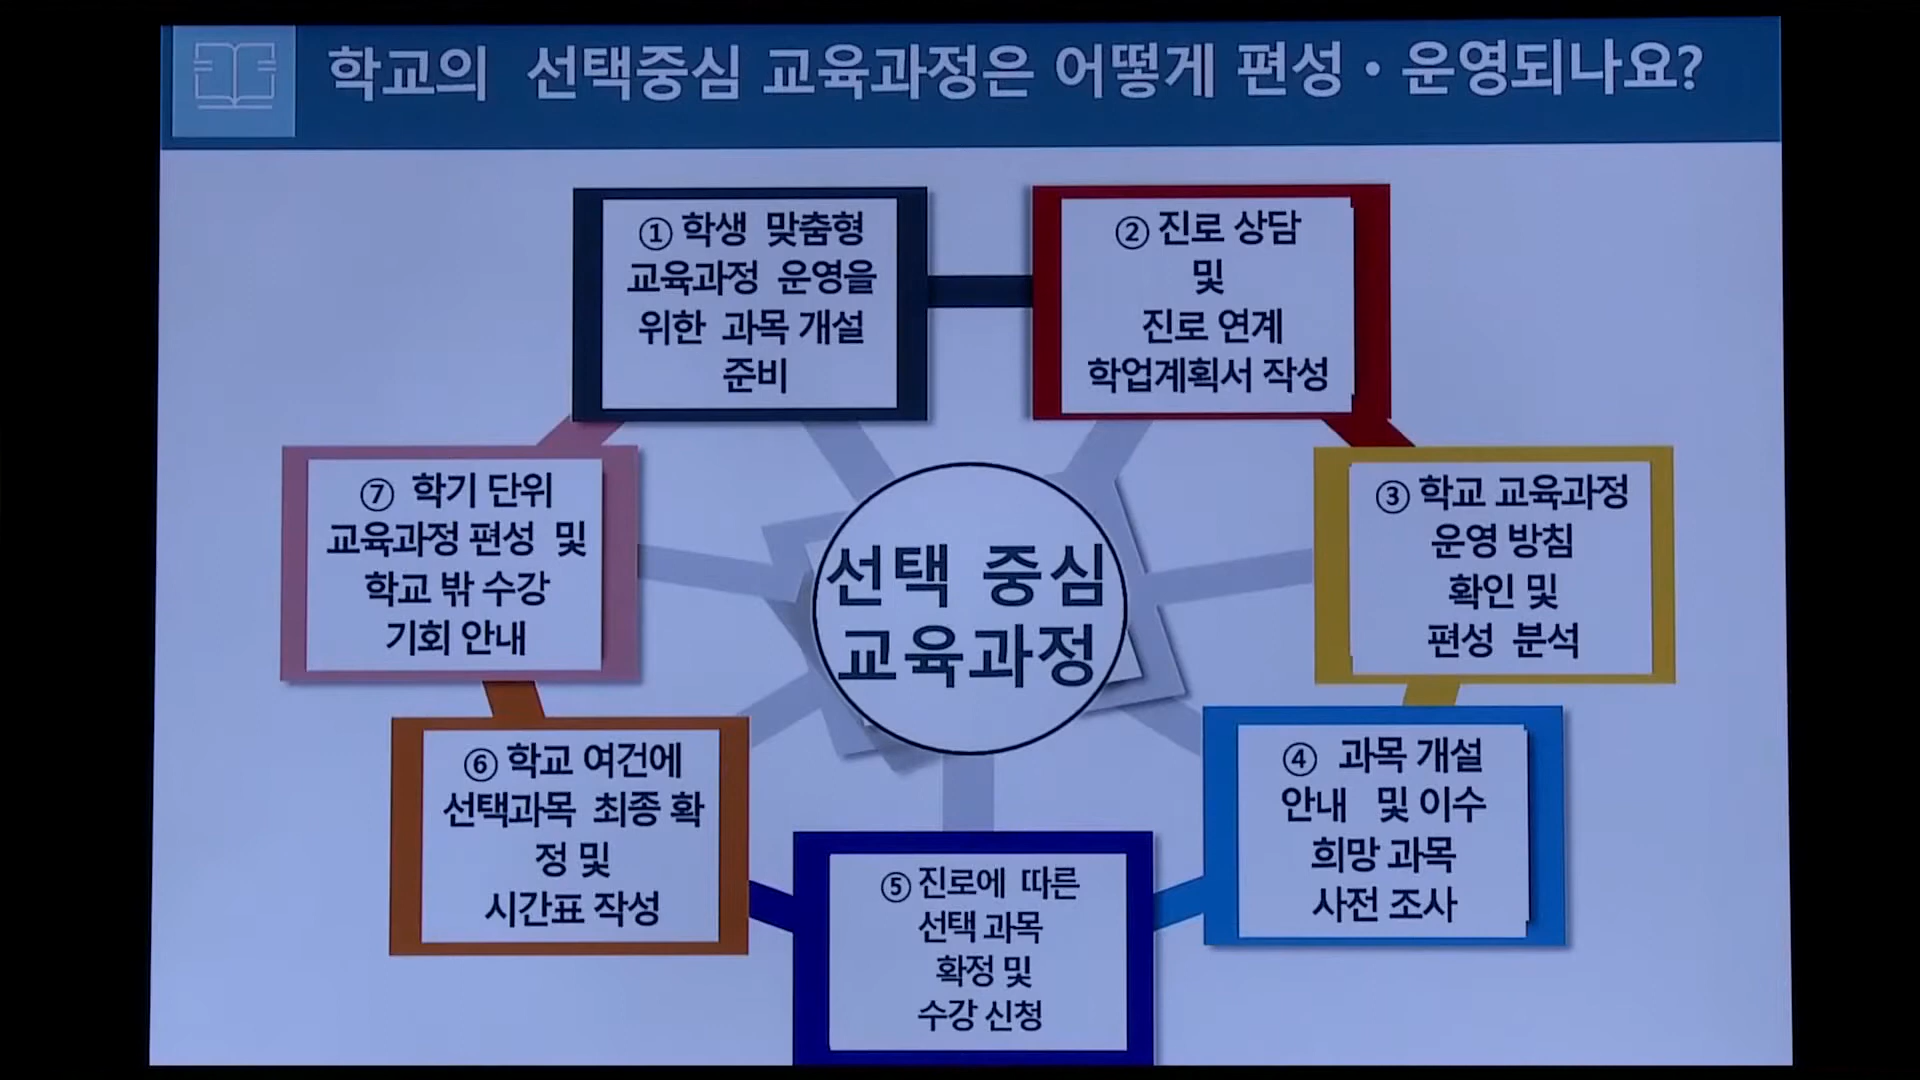 학교의 선택중심 교육과정은 어떻게 편성・운영되나요?
① 학생 맞춤형
교육과정 운영을
위한 과목 개설
준비
② 진로 상담
및
진로 연계
학업계획서 작성
③ 학교 교육과정
운영 방침
확인 및
편성 분석
④ 과목 개설
안내 및 이수
희망 과목
사전 조사
⑤ 진로에 따른
선택 과목
확정 및
수강 신청
⑥ 학교 여건에
선택과목 최종 확
정 및
시간표 작성
⑦ 학기 단위
교육과정 편성 및
학교 밖 수강
기회 안내
선택 중심
교육과정